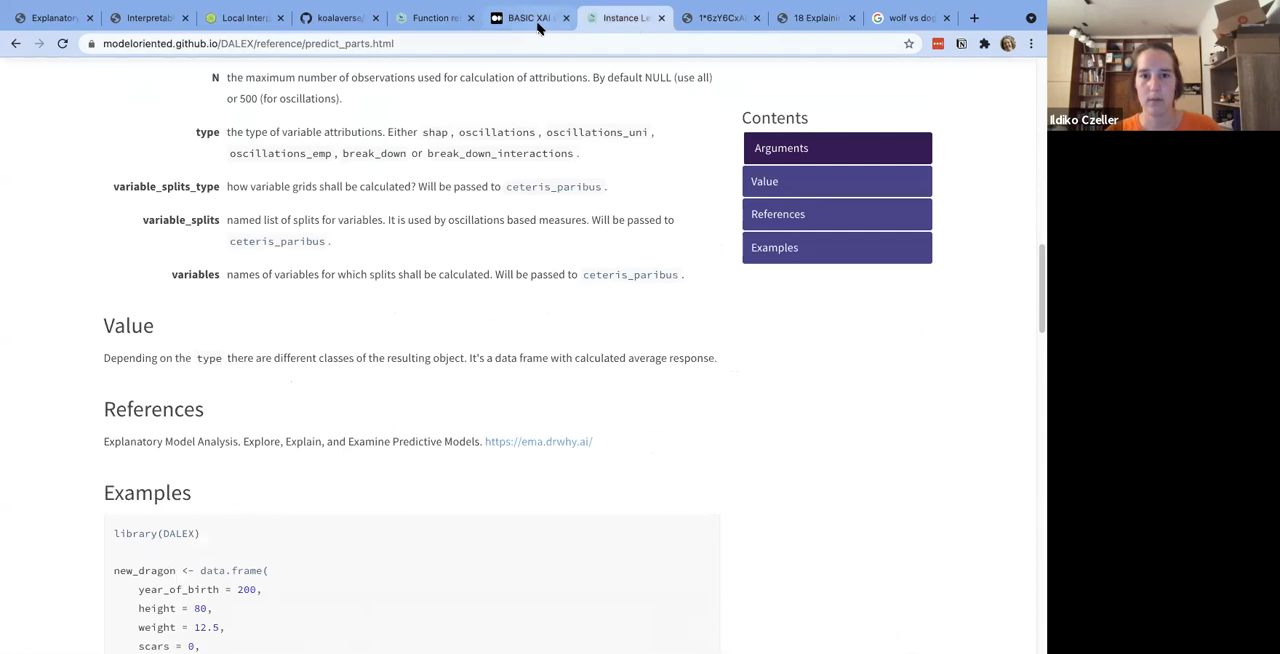 Explanatory
Interpretab
Local Interp
koalaverse/
Function re
BASIC XAI
Instance Le
1*6zY6CxAI
18 Explaine
wolf vs dog
modeloriented.github.io/DALEX/reference/predict_parts.html
N the maximum number of observations used for calculation of attributions. By default NULL (use all)
or 500 (for oscillations).
type the type of variable attributions. Either shap, oscillations, oscillations_uni,
oscillations_emp, break_down or break_down_interactions.
variable_splits_type how variable grids shall be calculated? Will be passed to ceteris_paribus.
variable_splits named list of splits for variables. It is used by oscillations based measures. Will be passed to
ceteris_paribus.
variables names of variables for which splits shall be calculated. Will be passed to ceteris_paribus.
Value
Depending on the type there are different classes of the resulting object. It's a data frame with calculated average response.
References
Explanatory Model Analysis. Explore, Explain, and Examine Predictive Models. https://ema.drwhy.ai/
Examples
library(DALEX)
new_dragon <- data.frame(
year_of_birth = 200,
height = 80,
weight = 12.5,
scars = 0,
Contents
Arguments
Value
References
Examples
Ildiko Czeller